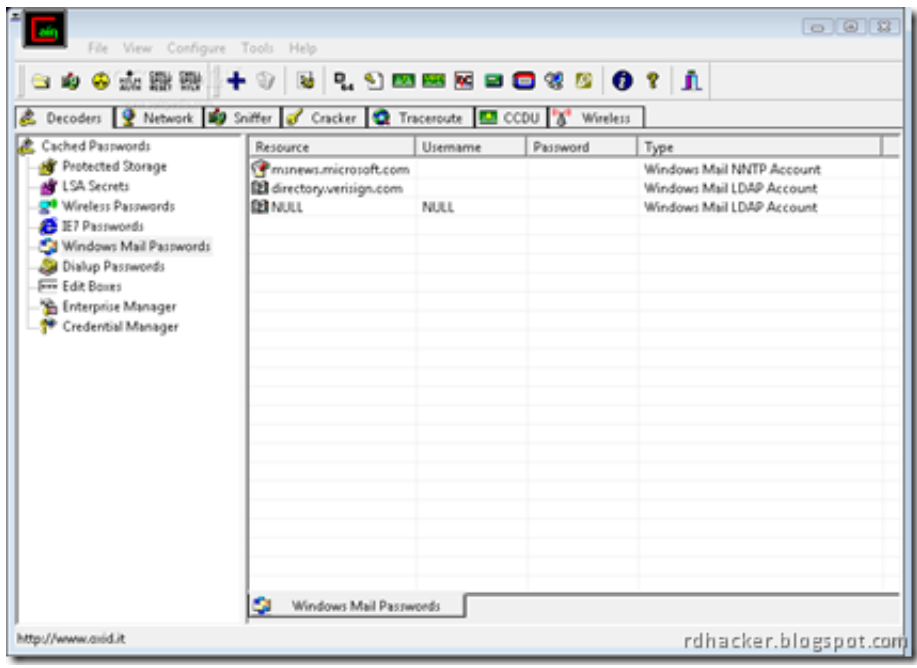 Cain
File View Configure Tools Help
Decoders Network Sniffer Cracker Traceroute CCDU Wireless
Cached Passwords
Protected Storage
LSA Secrets
Wireless Passwords
IE7 Passwords
Windows Mail Passwords
Dialup Passwords
Edit Boxes
Enterprise Manager
Credential Manager
Resource Username Password Type
msnews.microsoft.com Windows Mail NNTP Account
directory.verisign.com Windows Mail LDAP Account
NULL NULL Windows Mail LDAP Account
Windows Mail Passwords
http://www.oxid.it
rdhacker.blogspot.com